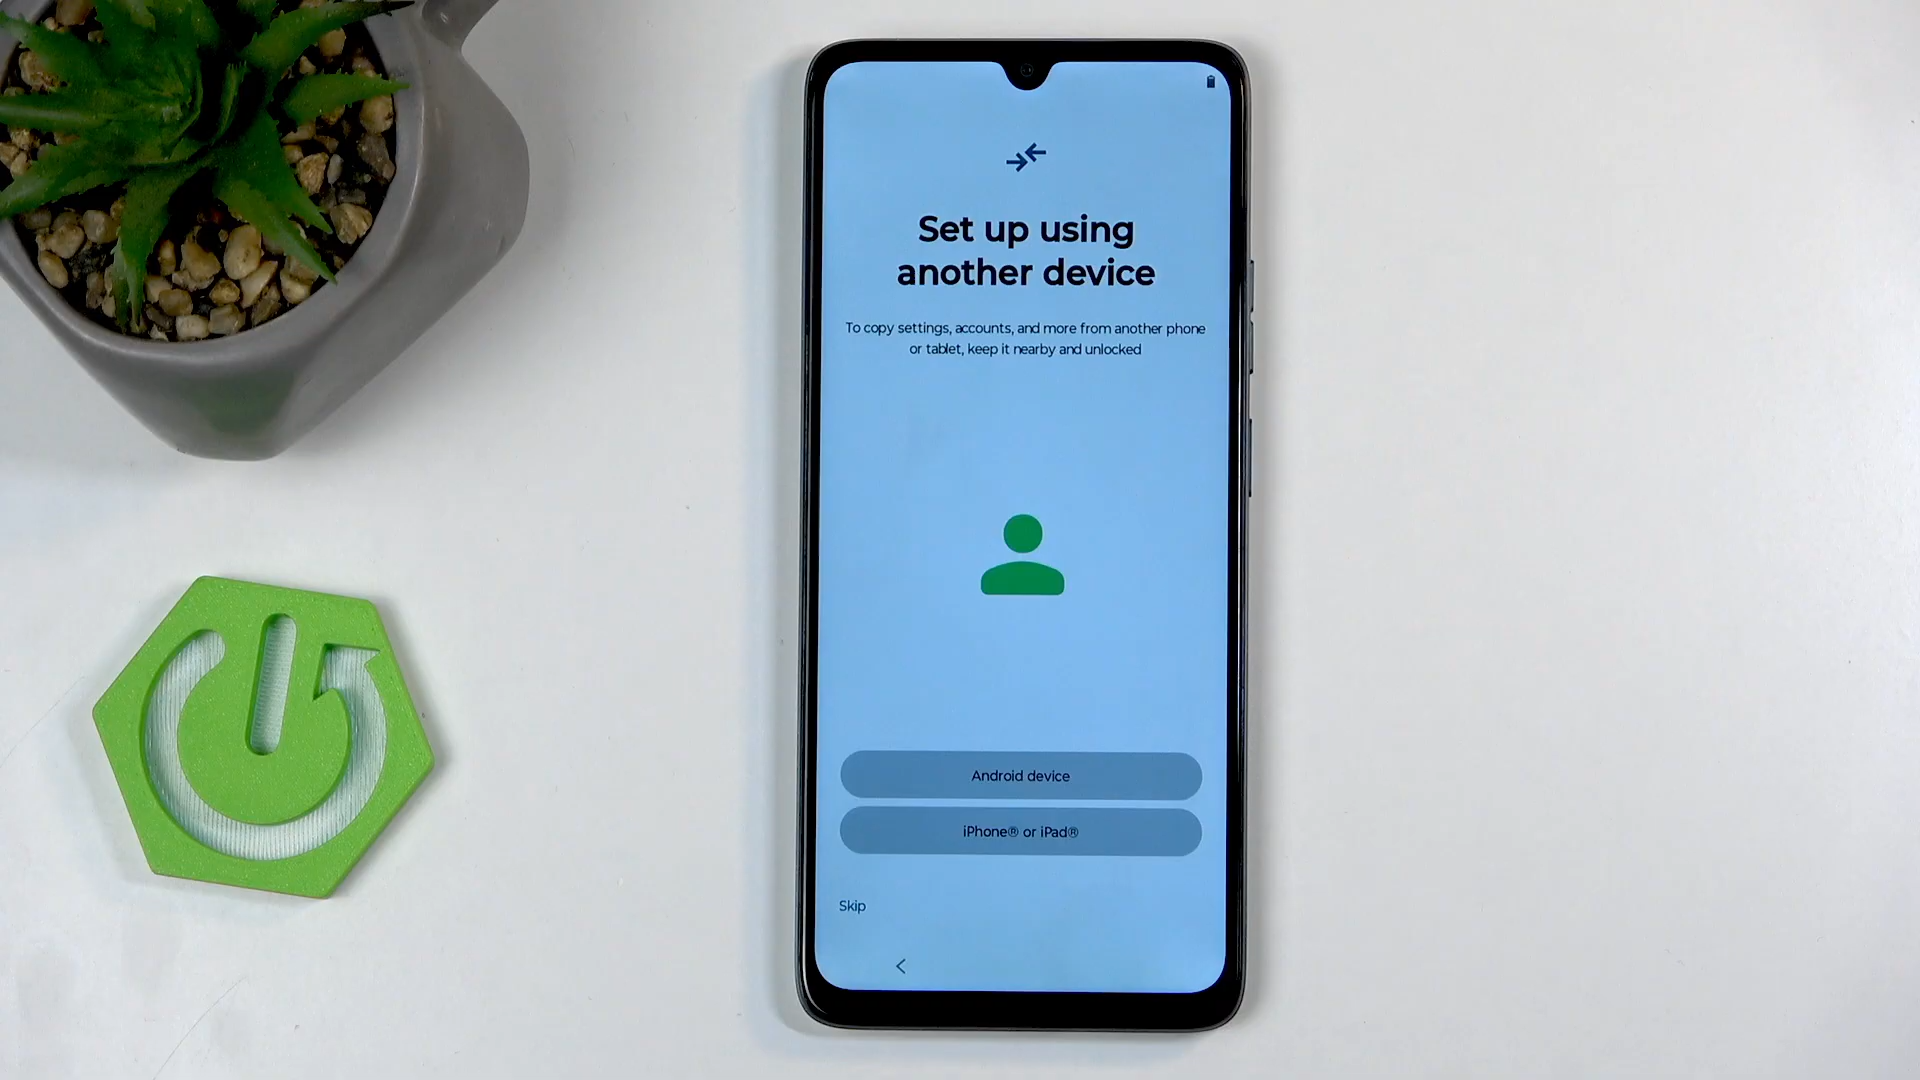 Set up using
another device
To copy settings, accounts, and more from another phone
or tablet, keep it nearby and unlocked
Android device
iPhone® or iPad®
Skip